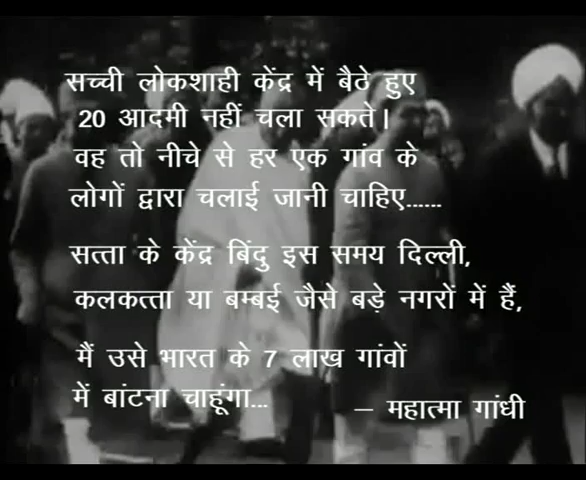 सच्ची लोकशाही केंद्र में बैठे हुए
20 आदमी नहीं चला सकते।
वह तो नीचे से हर एक गांव के
लोगों द्वारा चलाई जानी चाहिए......
सत्ता के केंद्र बिंदु इस समय दिल्ली,
कलकत्ता या बम्बई जैसे बड़े नगरों में हैं,
मैं उसे भारत के 7 लाख गांवों
में बांटना चाहूंगा...
– महात्मा गांधी